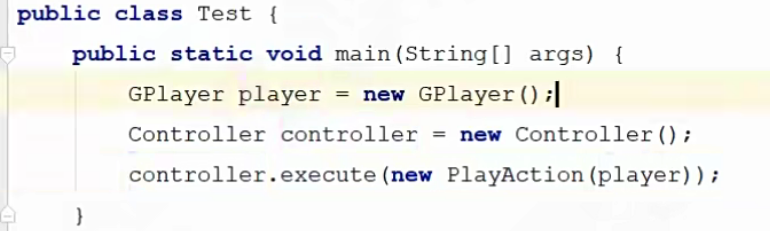 public class Test {
public static void main(String[] args) {
GPlayer player = new GPlayer();
Controller controller = new Controller();
controller.execute(new PlayAction(player));
}